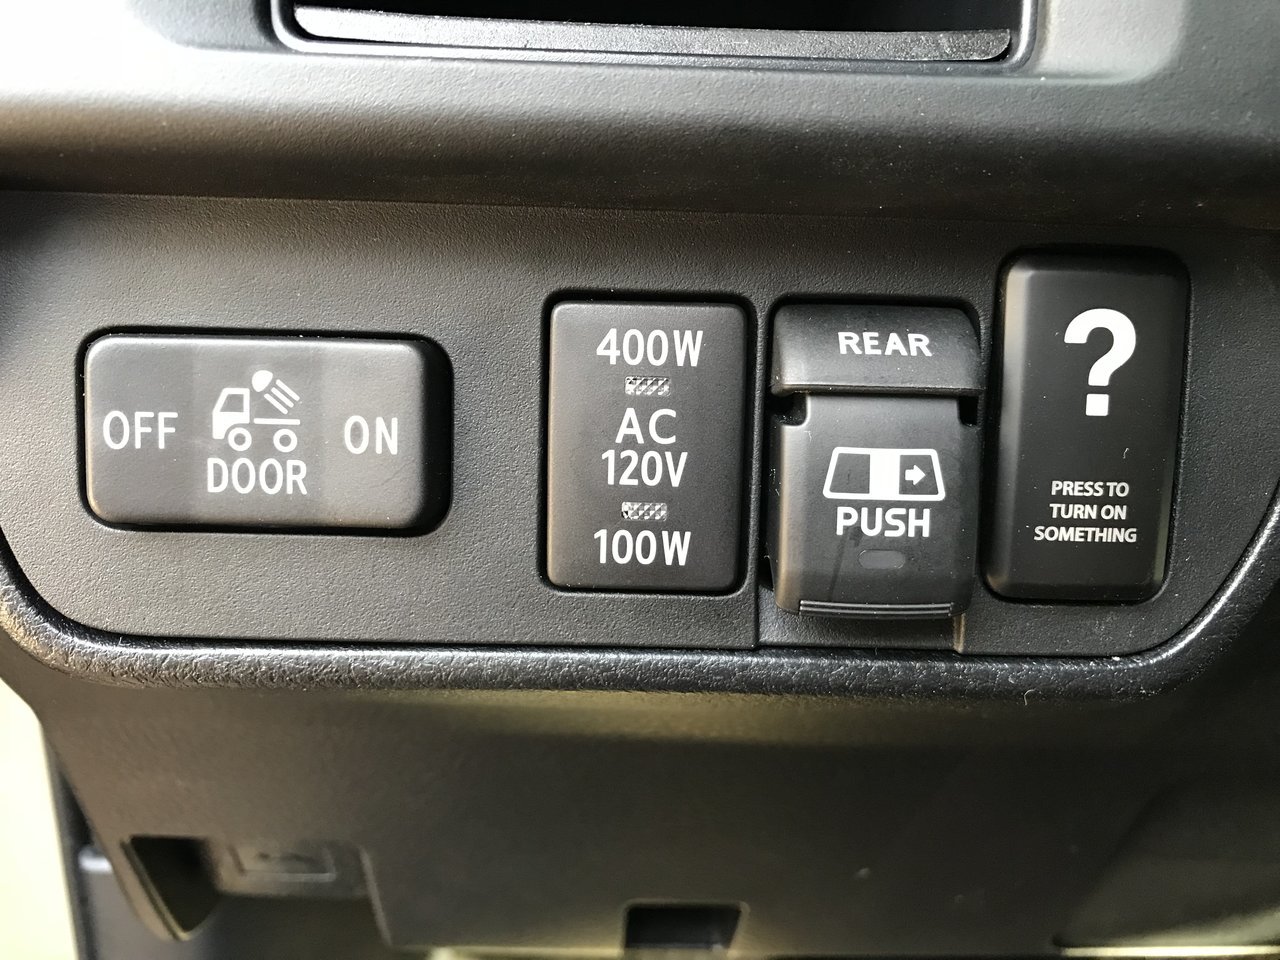 OFF
DOOR
ON
400W
AC
120V
100W
REAR
PUSH
?
PRESS TO
TURN ON
SOMETHING